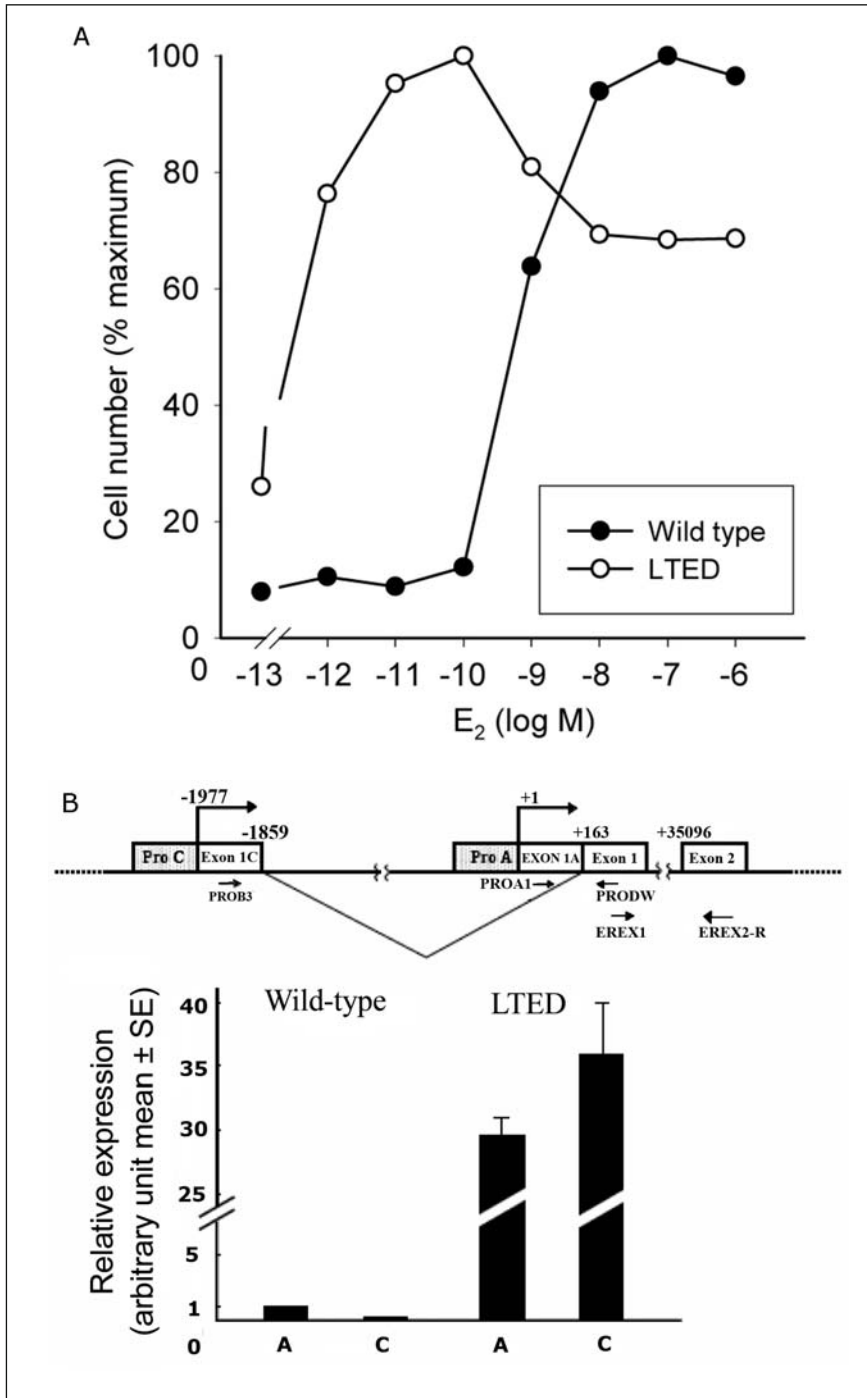 A
100
80
60
40
20
0
0
Cell number (% maximum)
Wild type
LTED
-13 -12 -11 -10 -9 -8 -7 -6
E₂ (log M)
B
-1977
+1
-1859
+163
+35096
Pro C
Exon 1C
Pro A
EXON 1A
Exon 1
Exon 2
PROB3
PROA1
PRODW
EREX1
EREX2-R
Wild-type
LTED
40
35
30
25
5
1
0
Relative expression
(arbitrary unit mean ± SE)
A C A C